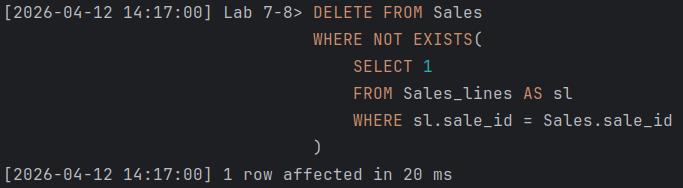 [2026-04-12 14:17:00] Lab 7-8> DELETE FROM Sales
WHERE NOT EXISTS(
SELECT 1
FROM Sales_lines AS sl
WHERE sl.sale_id = Sales.sale_id
)
[2026-04-12 14:17:00] 1 row affected in 20 ms